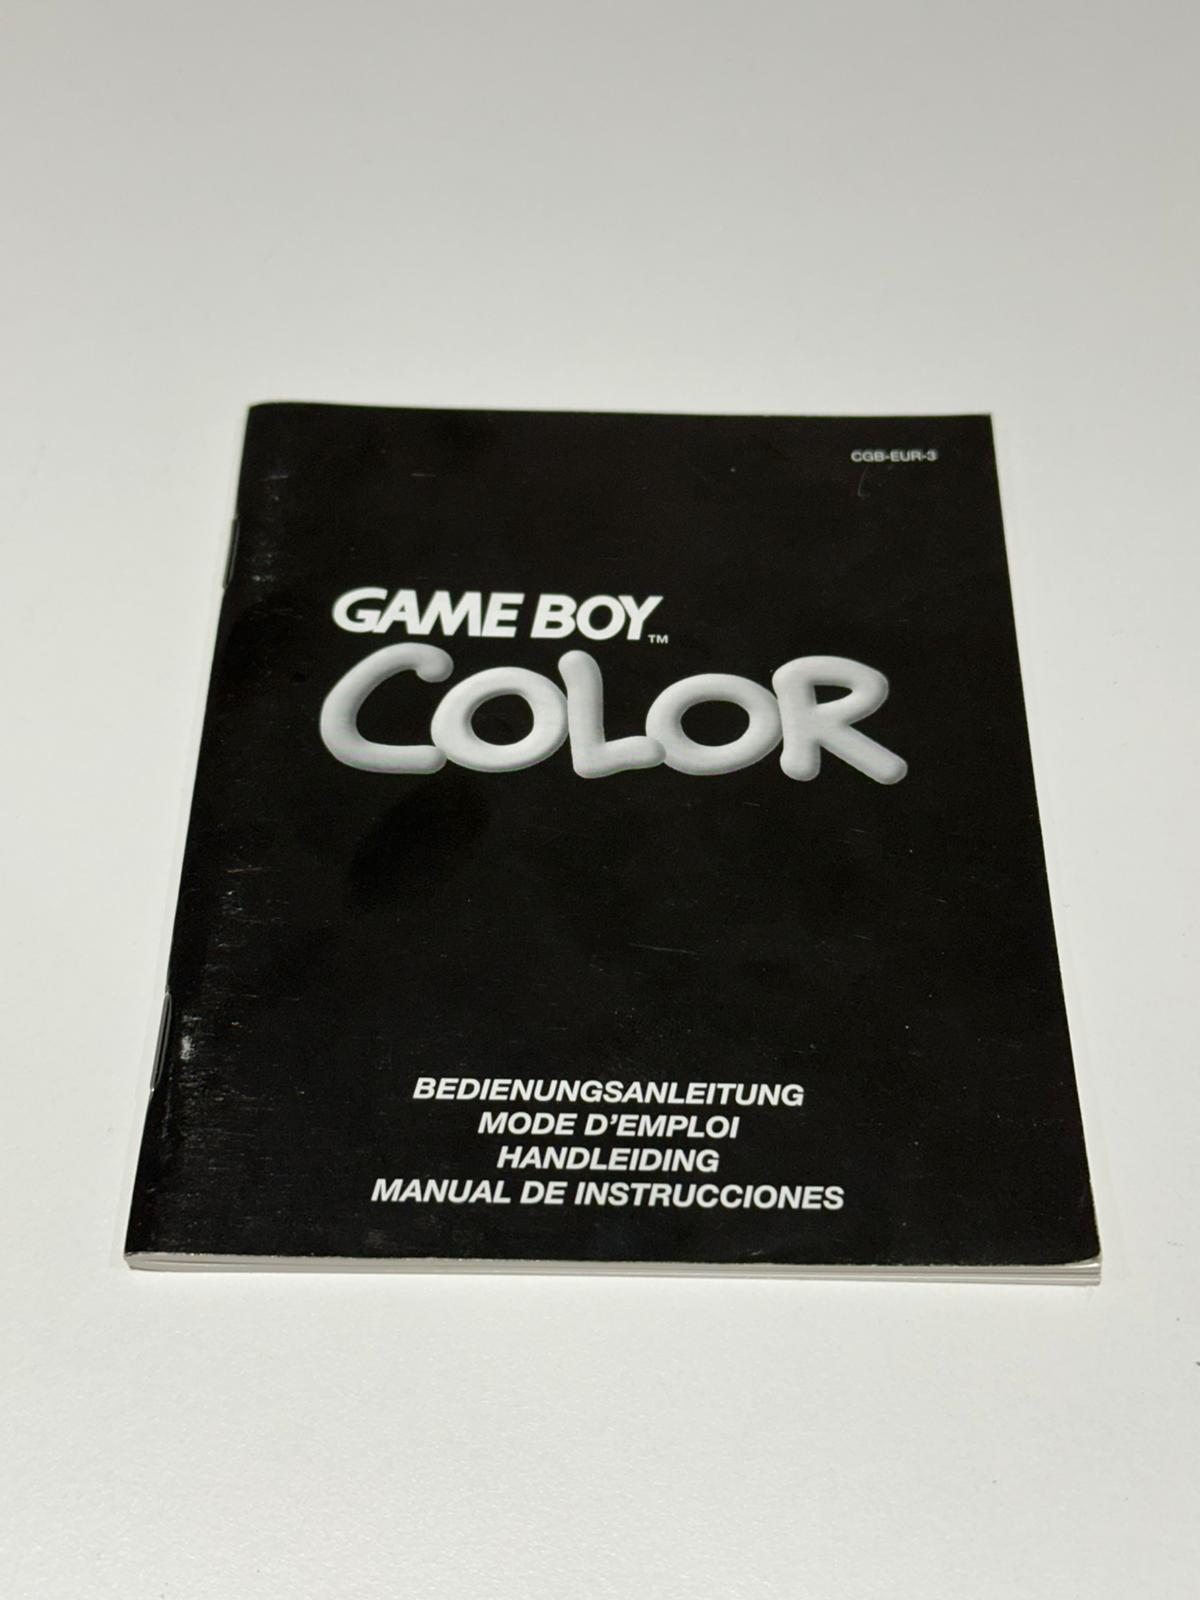 CGB-EUR-3
GAME BOY™
COLOR
BEDIENUNGSANLEITUNG
MODE D'EMPLOI
HANDLEIDING
MANUAL DE INSTRUCCIONES